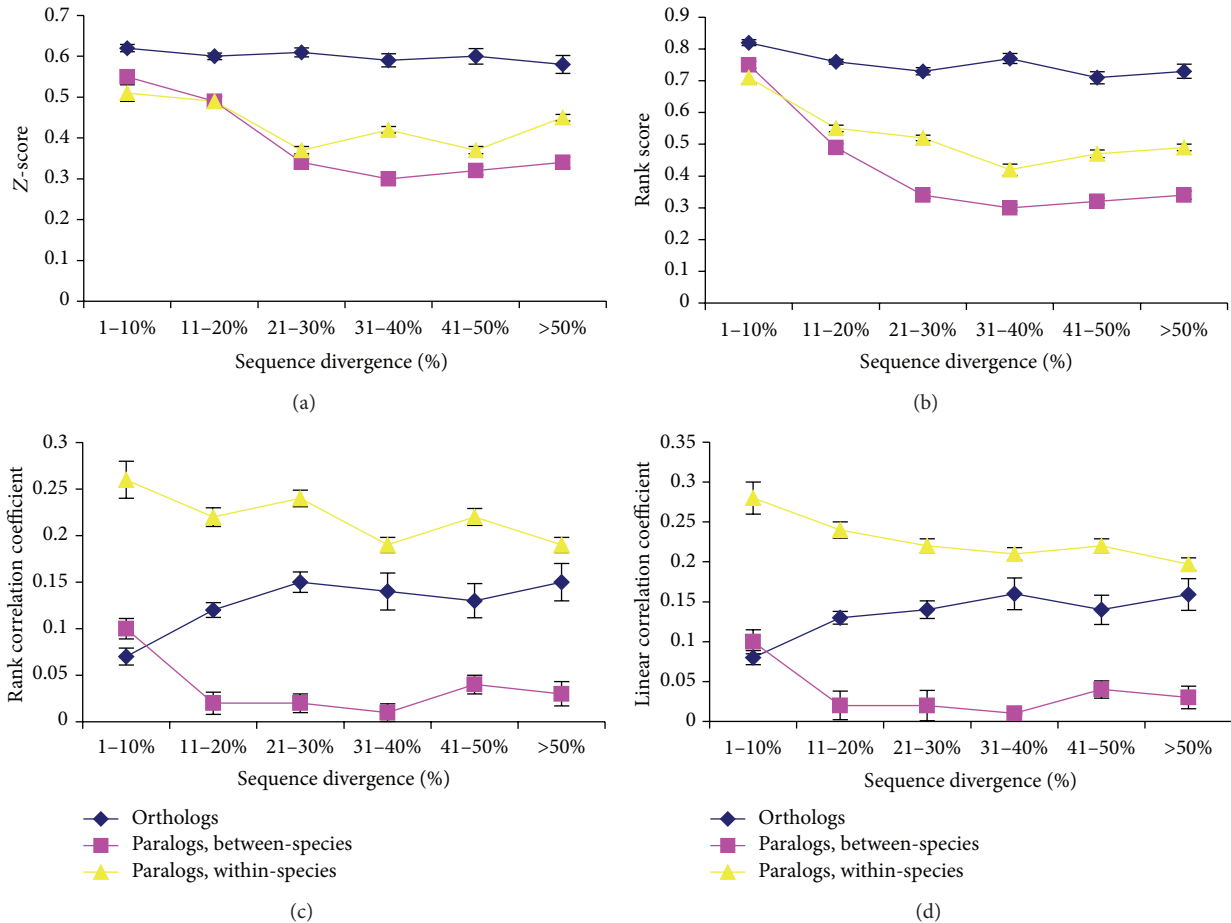 0.7
0.6
0.5
0.4
0.3
0.2
0.1
0
Z-score
1–10% 11–20% 21–30% 31–40% 41–50% >50%
Sequence divergence (%)
(a)
0.9
0.8
0.7
0.6
0.5
0.4
0.3
0.2
0.1
0
Rank score
1–10% 11–20% 21–30% 31–40% 41–50% >50%
Sequence divergence (%)
(b)
0.3
0.25
0.2
0.15
0.1
0.05
0
Rank correlation coefficient
1–10% 11–20% 21–30% 31–40% 41–50% >50%
Sequence divergence (%)
Orthologs
Paralogs, between-species
Paralogs, within-species
(c)
0.35
0.3
0.25
0.2
0.15
0.1
0.05
0
Linear correlation coefficient
1–10% 11–20% 21–30% 31–40% 41–50% >50%
Sequence divergence (%)
Orthologs
Paralogs, between-species
Paralogs, within-species
(d)